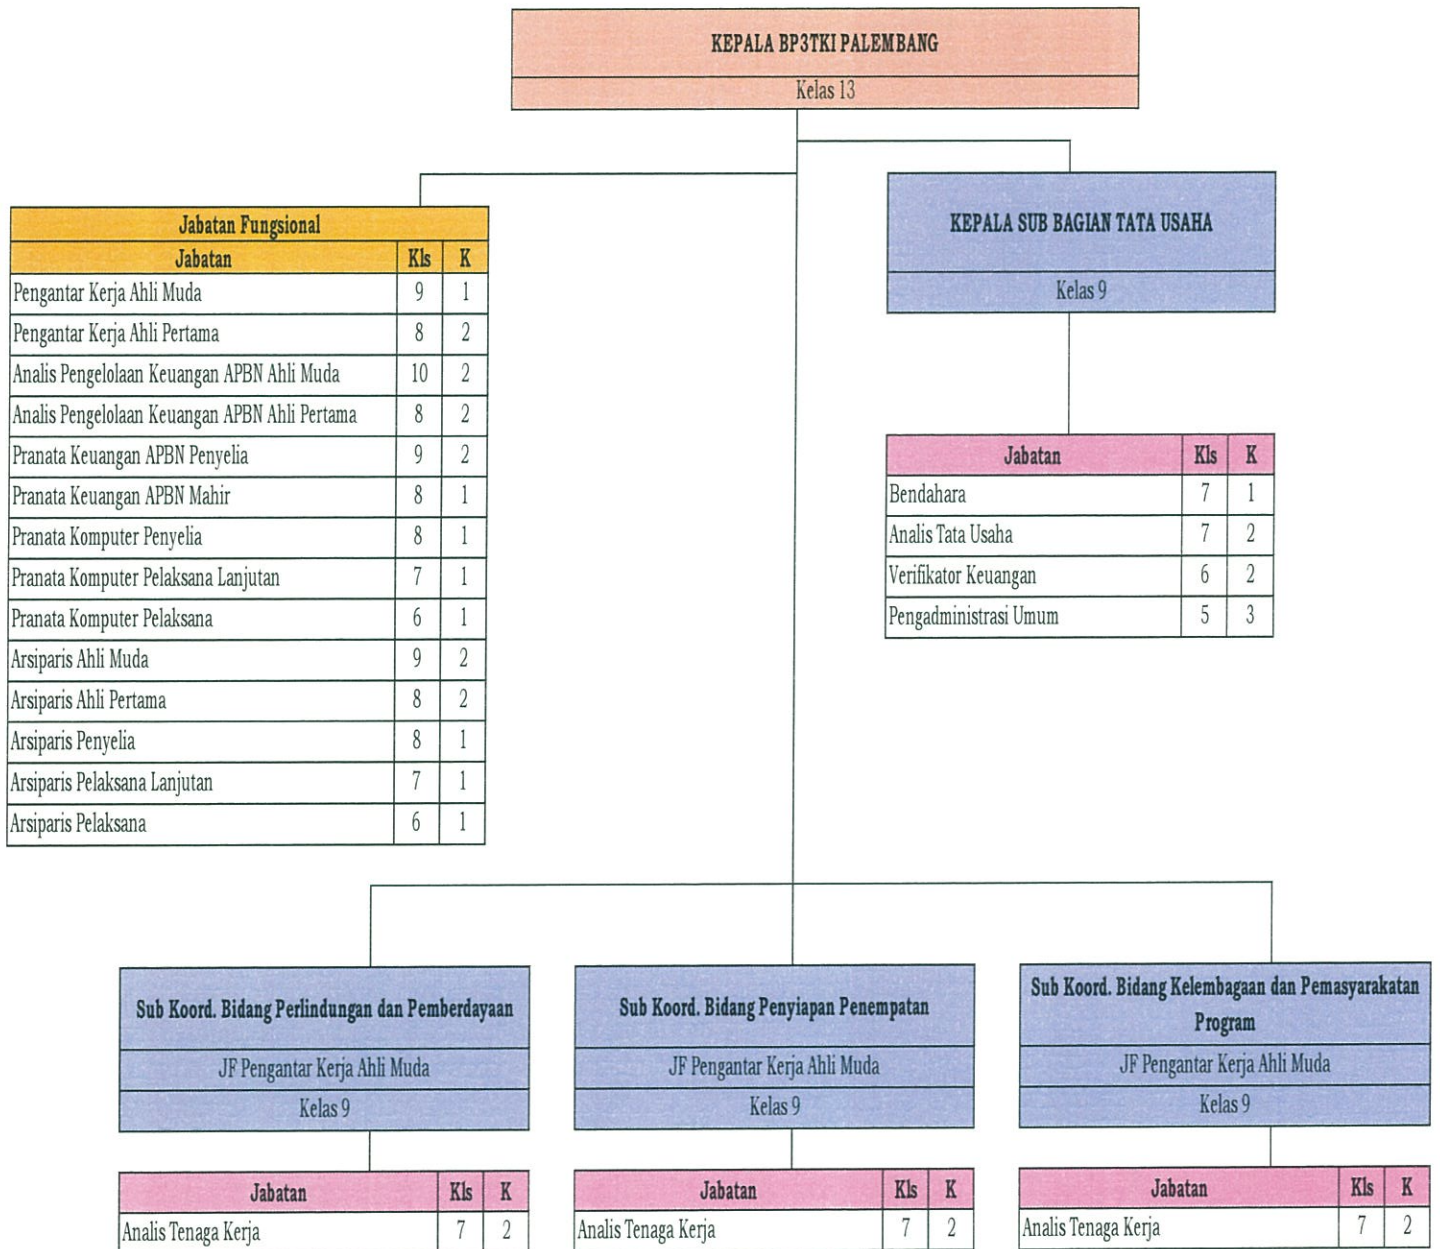 KEPALA BP3TKI PALEMBANG
Kelas 13
KEPALA SUB BAGIAN TATA USAHA
Kelas 9
Jabatan Fungsional
Jabatan Kls K
Pengantar Kerja Ahli Muda 9 1
Pengantar Kerja Ahli Pertama 8 2
Analis Pengelolaan Keuangan APBN Ahli Muda 10 2
Analis Pengelolaan Keuangan APBN Ahli Pertama 8 2
Pranata Keuangan APBN Penyelia 9 2
Pranata Keuangan APBN Mahir 8 1
Pranata Komputer Penyelia 8 1
Pranata Komputer Pelaksana Lanjutan 7 1
Pranata Komputer Pelaksana 6 1
Arsiparis Ahli Muda 9 2
Arsiparis Ahli Pertama 8 2
Arsiparis Penyelia 8 1
Arsiparis Pelaksana Lanjutan 7 1
Arsiparis Pelaksana 6 1
Jabatan Kls K
Bendahara 7 1
Analis Tata Usaha 7 2
Verifikator Keuangan 6 2
Pengadministrasi Umum 5 3
Sub Koord. Bidang Perlindungan dan Pemberdayaan
JF Pengantar Kerja Ahli Muda
Kelas 9
Jabatan Kls K
Analis Tenaga Kerja 7 2
Sub Koord. Bidang Penyiapan Penempatan
JF Pengantar Kerja Ahli Muda
Kelas 9
Jabatan Kls K
Analis Tenaga Kerja 7 2
Sub Koord. Bidang Kelembagaan dan Pemasyarakatan
Program
JF Pengantar Kerja Ahli Muda
Kelas 9
Jabatan Kls K
Analis Tenaga Kerja 7 2